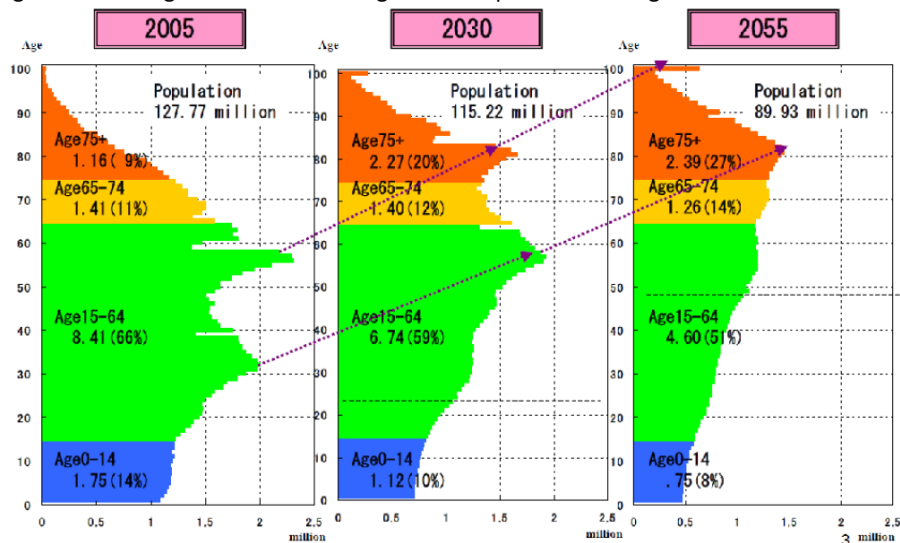 2005
Age
100
90
80
70
60
50
40
30
20
10
0
Population
127.77 million
Age75+
1.16( 9%)
Age65-74
1.41(11%)
Age15-64
8.41(66%)
Age0-14
1.75(14%)
0 0.5 1 1.5 2 2.5
million
2030
Age
100
90
80
70
60
50
40
30
20
10
0
Population
115.22 million
Age75+
2.27(20%)
Age65-74
1.40(12%)
Age15-64
6.74(59%)
Age0-14
1.12(10%)
0 0.5 1 1.5 2 2.5
million
2055
Age
100
90
80
70
60
50
40
30
20
10
0
Population
89.93 million
Age75+
2.39(27%)
Age65-74
1.26(14%)
Age15-64
4.60(51%)
Age0-14
.75(8%)
0 0.5 1 1.5 2 2.5
3 million